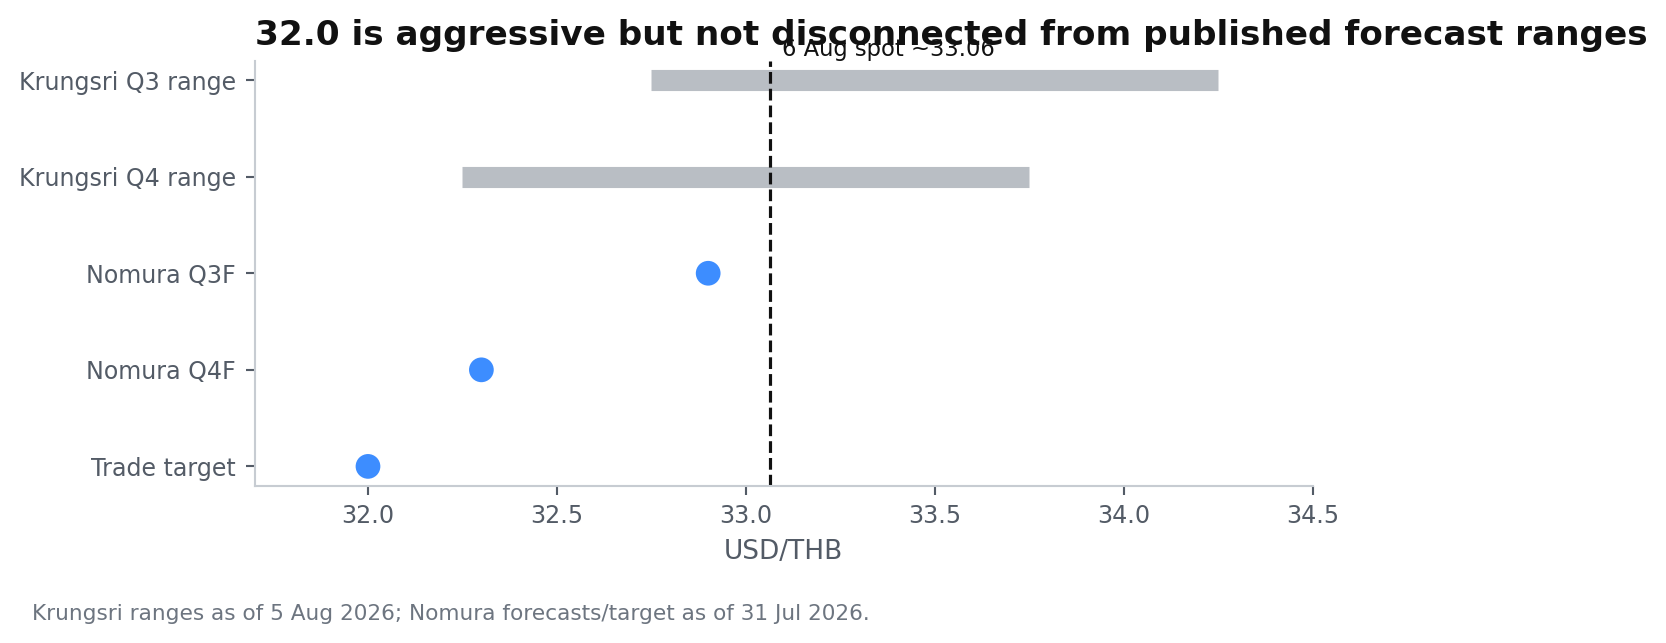 32.0 is aggressive but not disconnected from published forecast ranges
6 Aug spot ~33.06
Krungsri Q3 range
Krungsri Q4 range
Nomura Q3F
Nomura Q4F
Trade target
32.0 32.5 33.0 33.5 34.0 34.5
USD/THB
Krungsri ranges as of 5 Aug 2026; Nomura forecasts/target as of 31 Jul 2026.